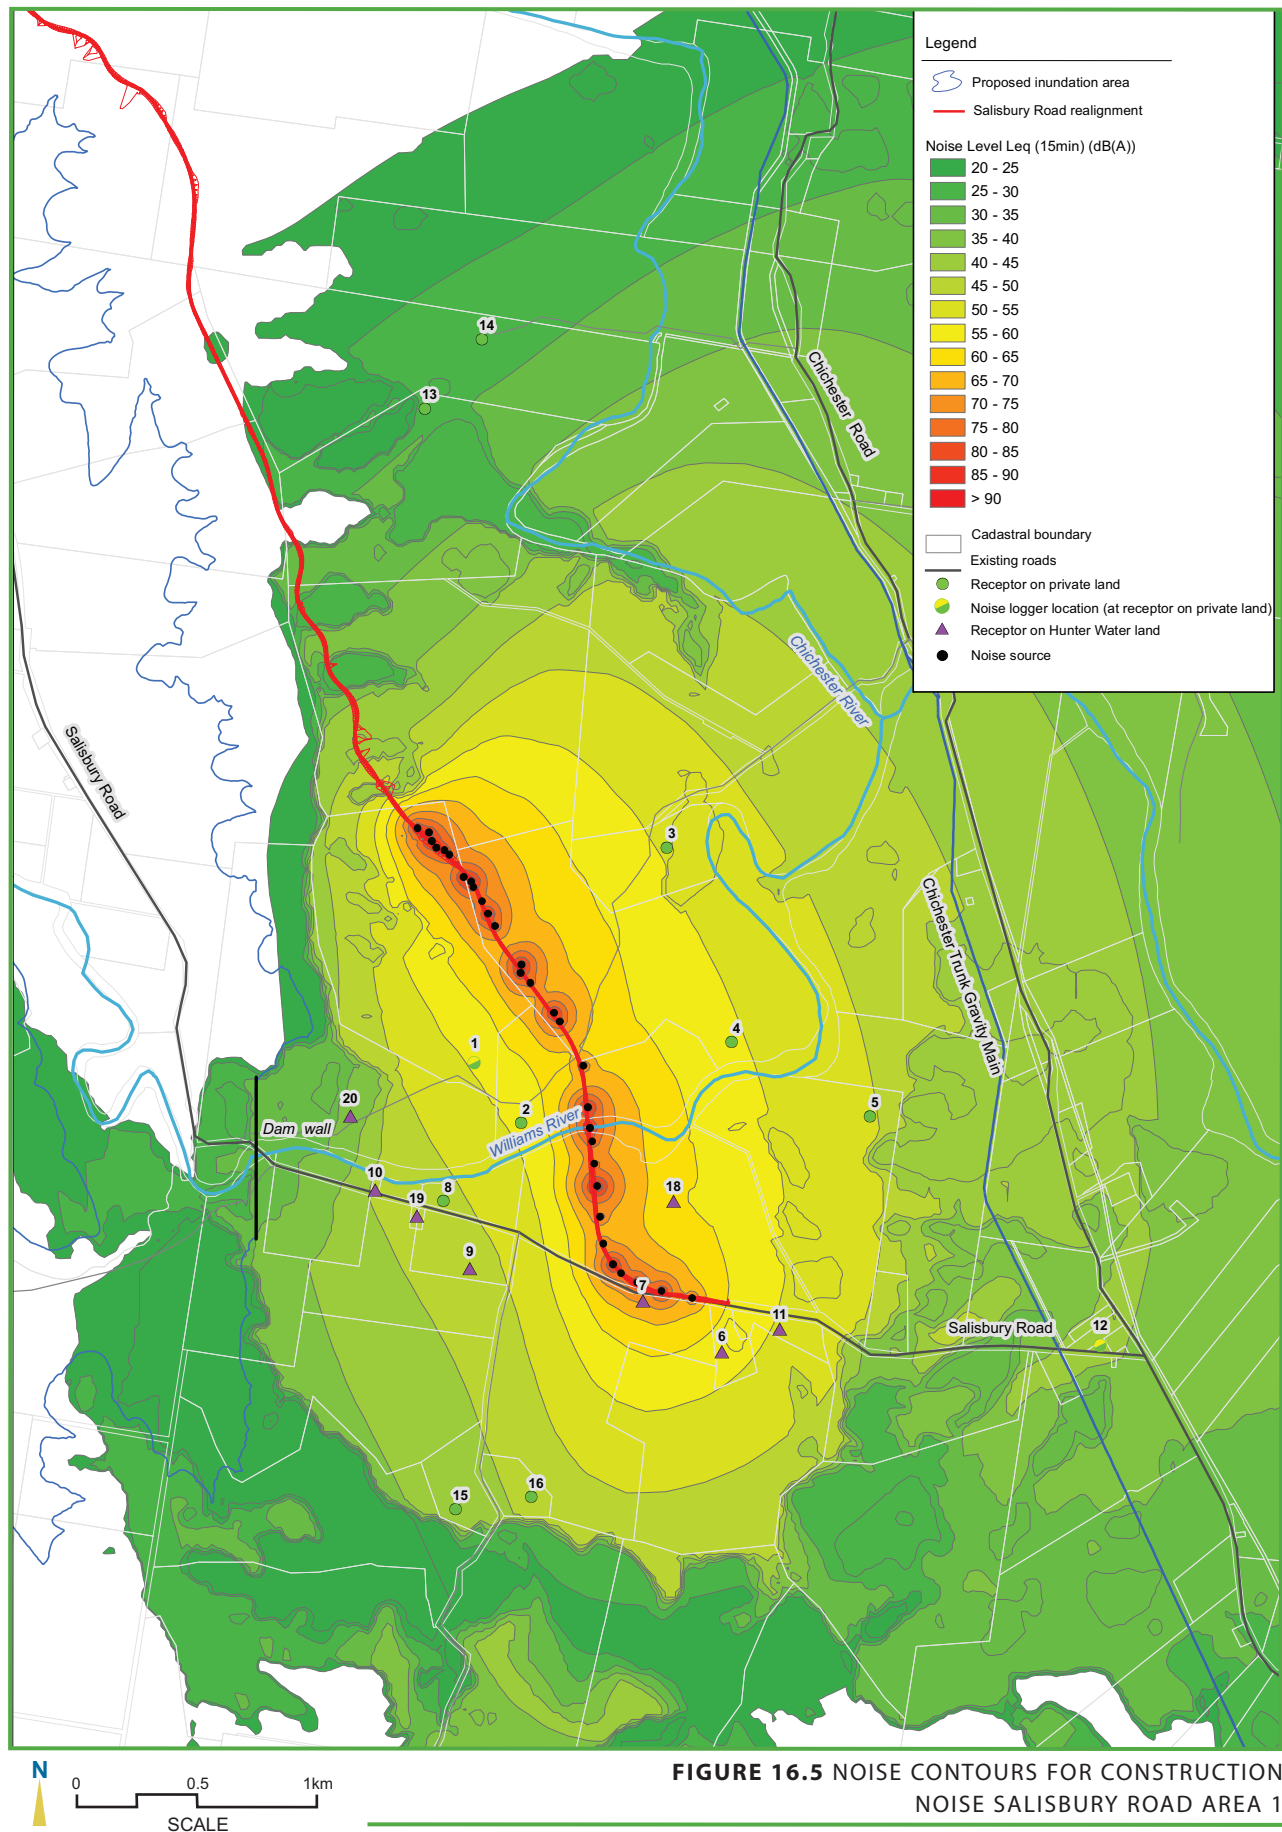 Legend
Proposed inundation area
Salisbury Road realignment
Noise Level Leq (15min) (dB(A))
20 - 25
25 - 30
30 - 35
35 - 40
40 - 45
45 - 50
50 - 55
55 - 60
60 - 65
65 - 70
70 - 75
75 - 80
80 - 85
85 - 90
> 90
Cadastral boundary
Existing roads
Receptor on private land
Noise logger location (at receptor on private land)
Receptor on Hunter Water land
Noise source
14
13
Chichester Road
Chichester River
Salisbury Road
3
Chichester Trunk Gravity Main
4
1
20
2
5
Dam wall
Williams River
10
19
8
18
9
7
11
6
Salisbury Road
12
15
16
N
0
0.5
1km
SCALE
FIGURE 16.5 NOISE CONTOURS FOR CONSTRUCTION
NOISE SALISBURY ROAD AREA 1